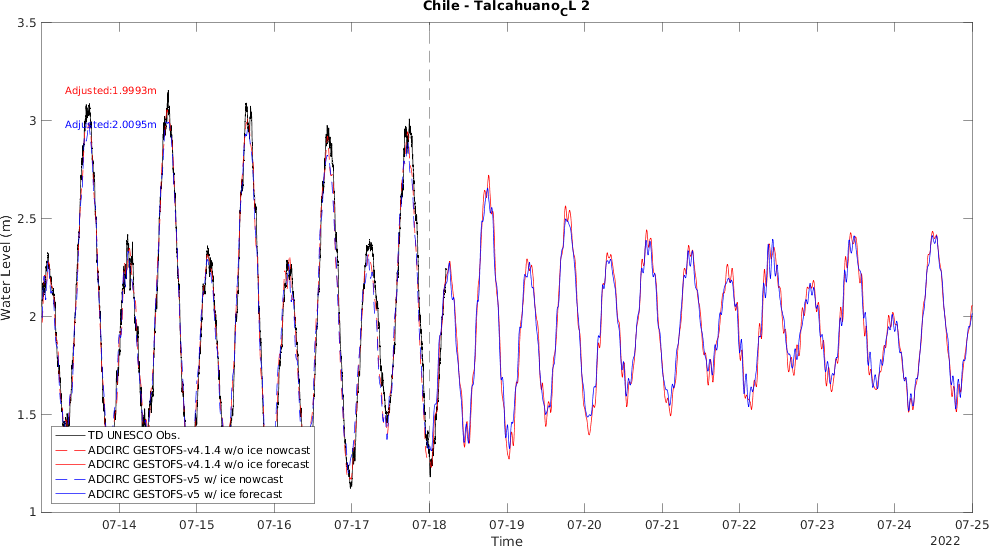 Chile - Talcahuano_CL 2
Adjusted:1.9993m
Adjusted:2.0095m
Water Level (m)
3.5
3
2.5
2
1.5
1
TD UNESCO Obs.
ADCIRC GESTOFS-v4.1.4 w/o ice nowcast
ADCIRC GESTOFS-v4.1.4 w/o ice forecast
ADCIRC GESTOFS-v5 w/ ice nowcast
ADCIRC GESTOFS-v5 w/ ice forecast
07-14 07-15 07-16 07-17 07-18 07-19 07-20 07-21 07-22 07-23 07-24 07-25
Time
2022